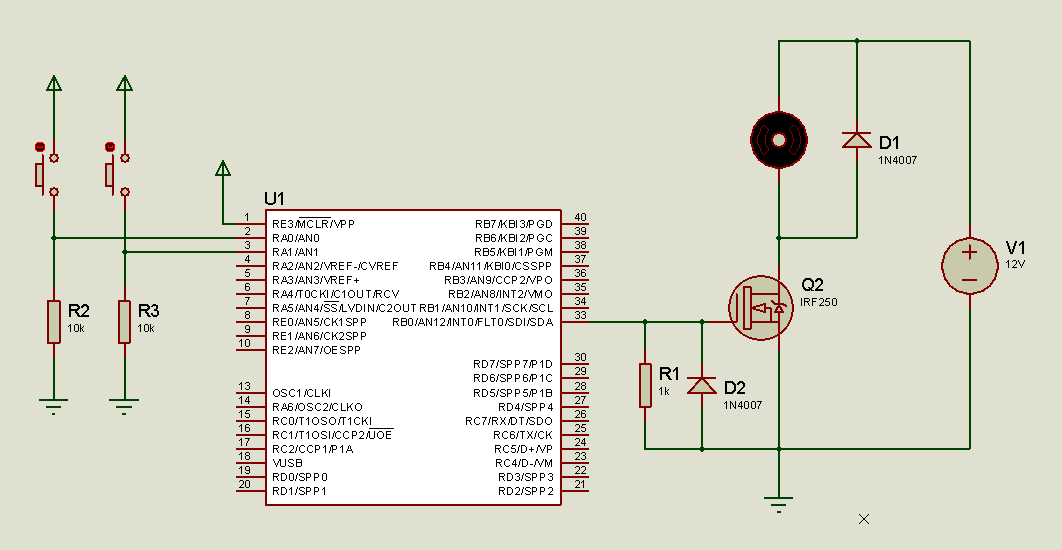 U1
1
RE3/MCLR/VPP
2
RA0/AN0
3
RA1/AN1
4
RA2/AN2/VREF-/CVREF
5
RA3/AN3/VREF+
6
RA4/T0CKI/C1OUT/RCV
7
RA5/AN4/SS/LVDIN/C2OUT
8
RE0/AN5/CK1SPP
9
RE1/AN6/CK2SPP
10
RE2/AN7/OESPP
13
OSC1/CLKI
14
RA6/OSC2/CLKO
15
RC0/T1OSO/T1CKI
16
RC1/T1OSI/CCP2/UOE
17
RC2/CCP1/P1A
18
VUSB
19
RD0/SPP0
20
RD1/SPP1
RB7/KBI3/PGD
40
RB6/KBI2/PGC
39
RB5/KBI1/PGM
38
RB4/AN11/KBI0/CSSPP
37
RB3/AN9/CCP2/VPO
36
RB2/AN8/INT2/VMO
35
RB1/AN10/INT1/SCK/SCL
34
RB0/AN12/INT0/FLT0/SDI/SDA
33
RD7/SPP7/P1D
30
RD6/SPP6/P1C
29
RD5/SPP5/P1B
28
RD4/SPP4
27
RC7/RX/DT/SDO
26
RC6/TX/CK
25
RC5/D+/VP
24
RC4/D-/VM
23
RD3/SPP3
22
RD2/SPP2
21
R2
10k
R3
10k
R1
1k
D2
1N4007
D1
1N4007
Q2
IRF250
V1
12V